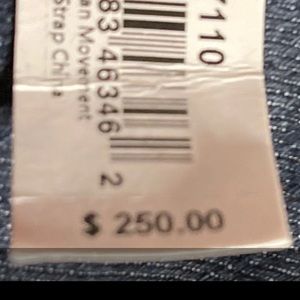 7110
83 46346 2
an Movement
Strap China
$ 250.00